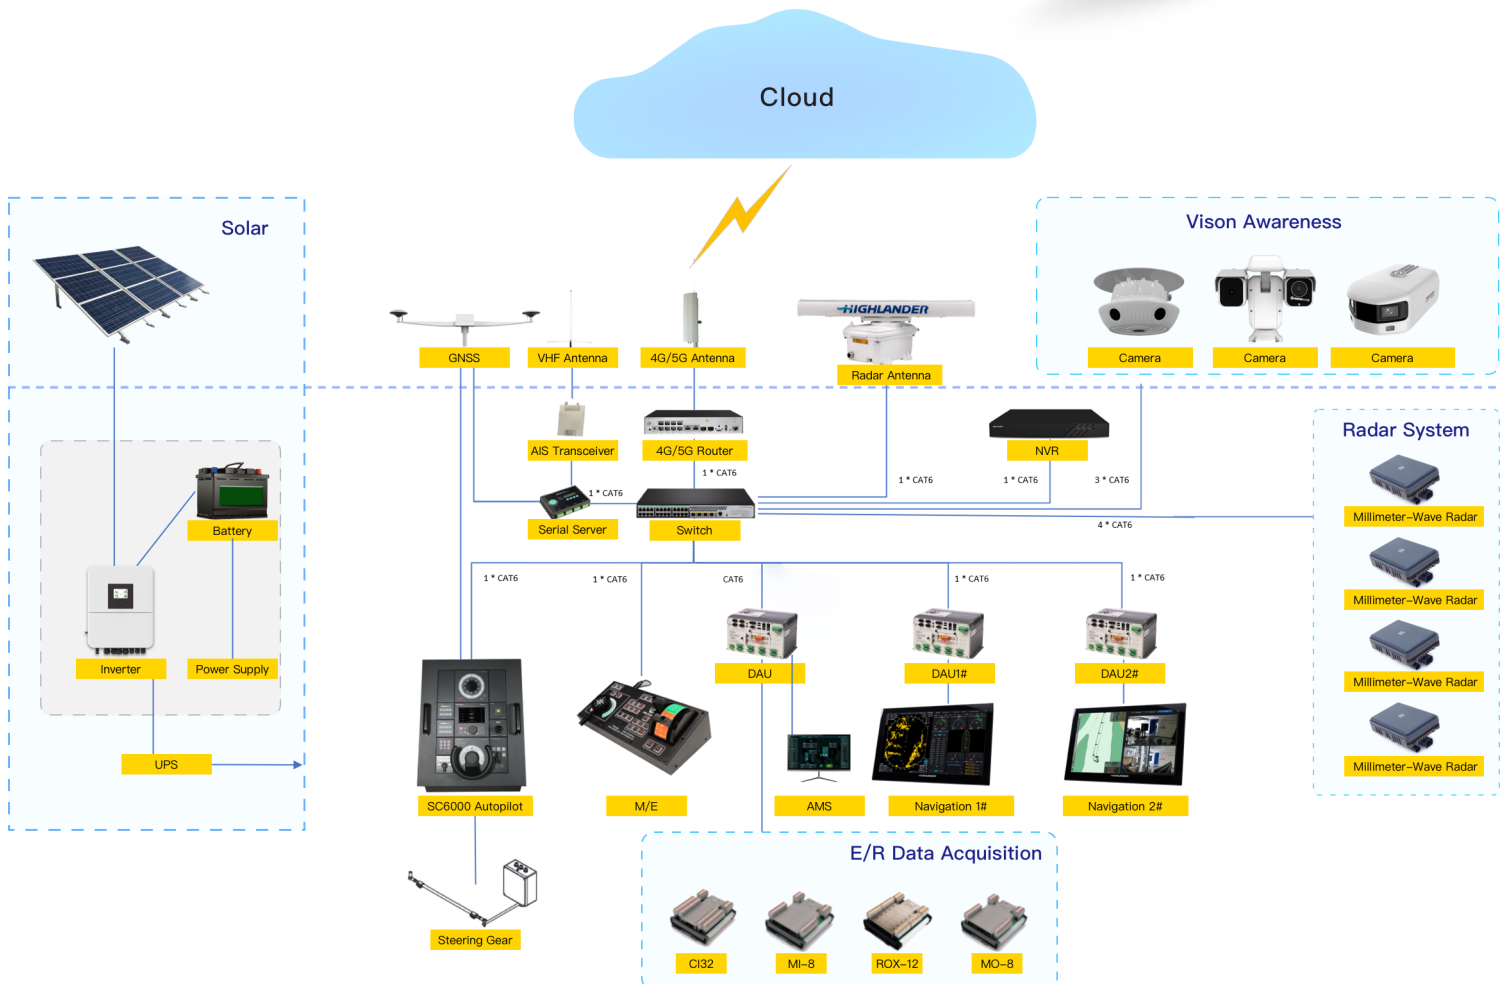 Cloud
Solar
Vison Awareness
HIGHLANDER
GNSS
VHF Antenna
4G/5G Antenna
Radar Antenna
Camera
Camera
Camera
AIS Transceiver
4G/5G Router
NVR
Radar System
1 * CAT6
1 * CAT6
1 * CAT6
1 * CAT6
3 * CAT6
Serial Server
Switch
4 * CAT6
Millimeter-Wave Radar
Battery
1 * CAT6
1 * CAT6
CAT6
1 * CAT6
1 * CAT6
Millimeter-Wave Radar
Inverter
Power Supply
DAU
DAU1#
DAU2#
Millimeter-Wave Radar
UPS
Millimeter-Wave Radar
SC6000 Autopilot
M/E
AMS
Navigation 1#
Navigation 2#
E/R Data Acquisition
Steering Gear
CI32
MI-8
ROX-12
MO-8